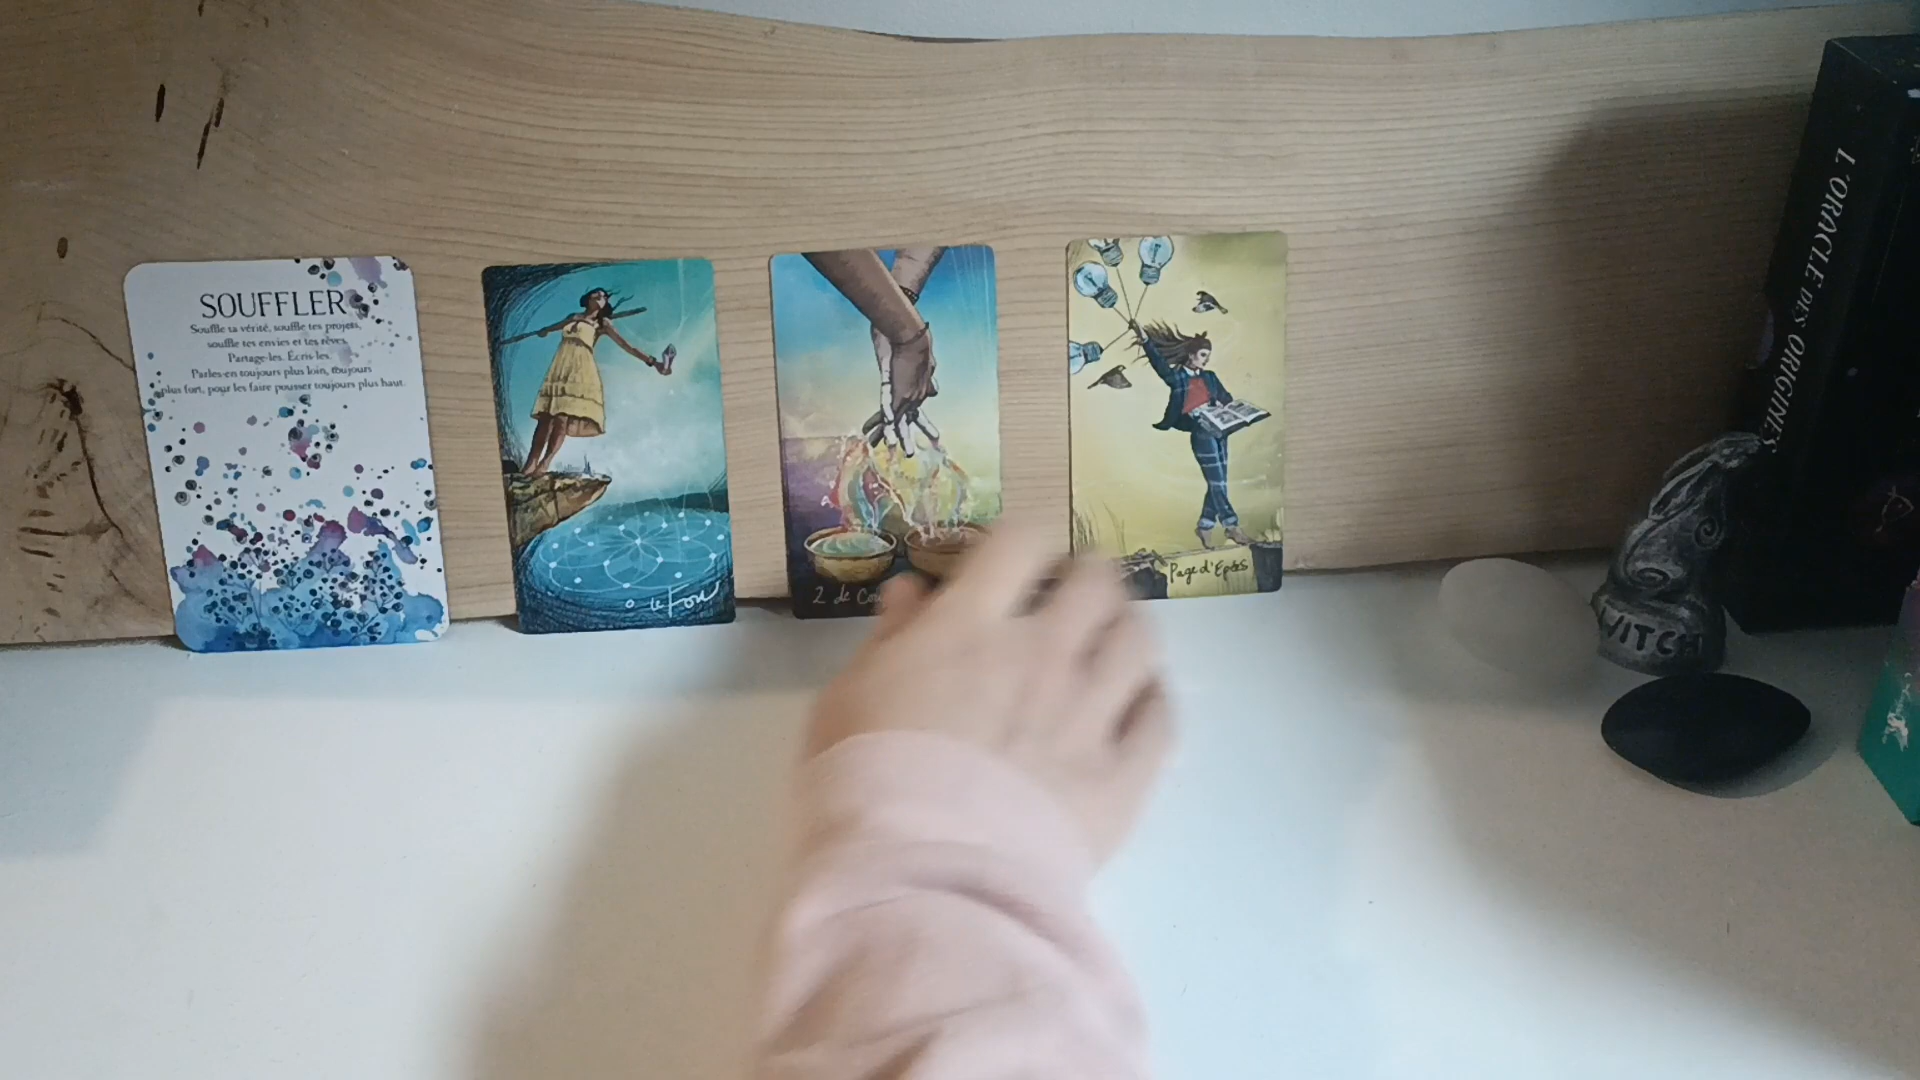 SOUFFLER
Souffle ta vérité, souffle tes projets,
souffle tes envies et tes rêves.
Partage-les. Écris-les.
Parles-en toujours plus loin, toujours
plus fort, pour les faire pousser toujours plus haut.
0 Le Fou
2 de
Page d'Épées
L'ORACLE DES ORIGINES
WITCH